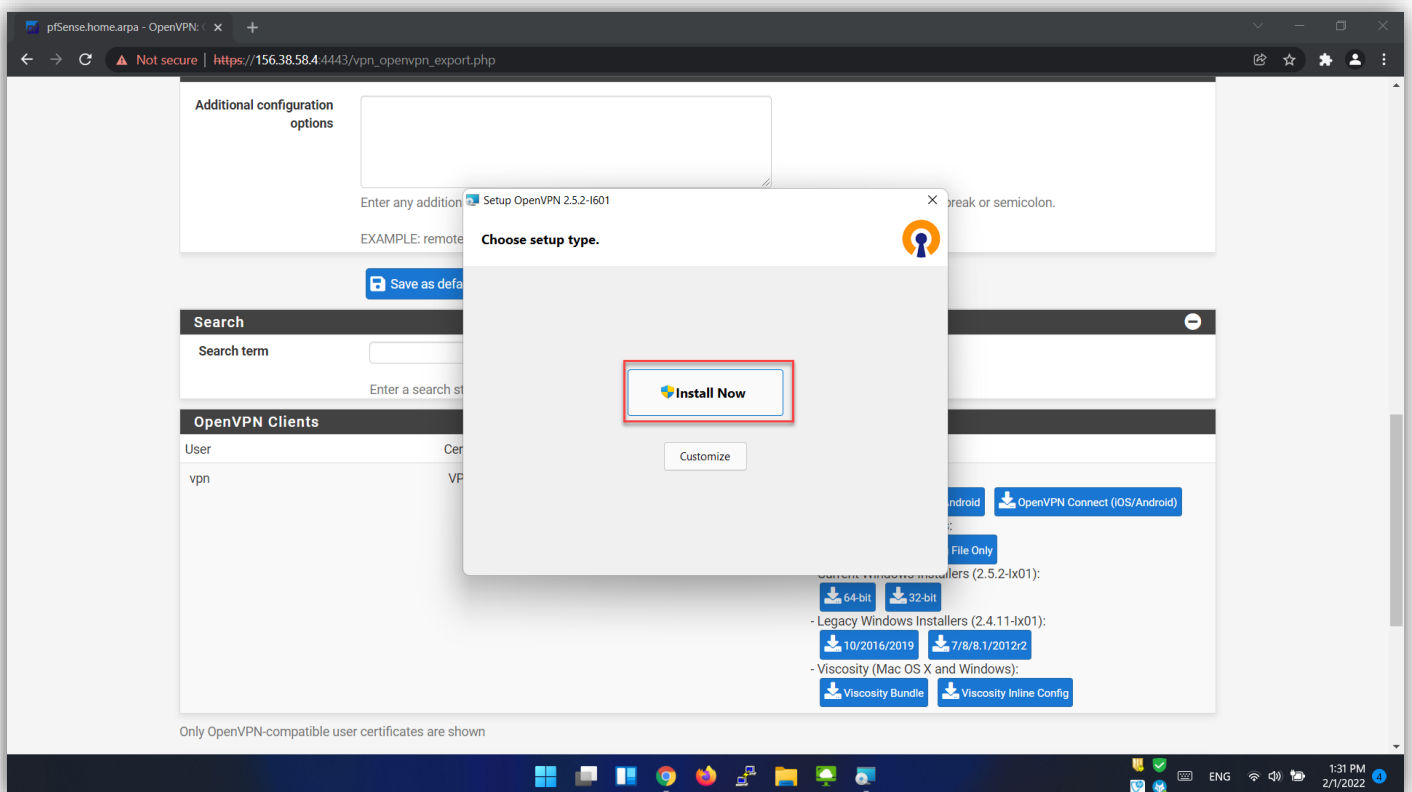 pfSense.home.arpa - OpenVPN:
Not secure | https://156.38.58.4:4443/vpn_openvpn_export.php
Additional configuration
options
Enter any addition
break or semicolon.
EXAMPLE: remote
Save as defa
Setup OpenVPN 2.5.2-I601
Choose setup type.
Install Now
Customize
Search
Search term
Enter a search st
OpenVPN Clients
User
Cer
vpn
VP
Android
OpenVPN Connect (iOS/Android)
s:
File Only
- Current Windows Installers (2.5.2-Ix01):
64-bit
32-bit
- Legacy Windows Installers (2.4.11-Ix01):
10/2016/2019
7/8/8.1/2012r2
- Viscosity (Mac OS X and Windows):
Viscosity Bundle
Viscosity Inline Config
Only OpenVPN-compatible user certificates are shown
ENG
1:31 PM
2/1/2022
4